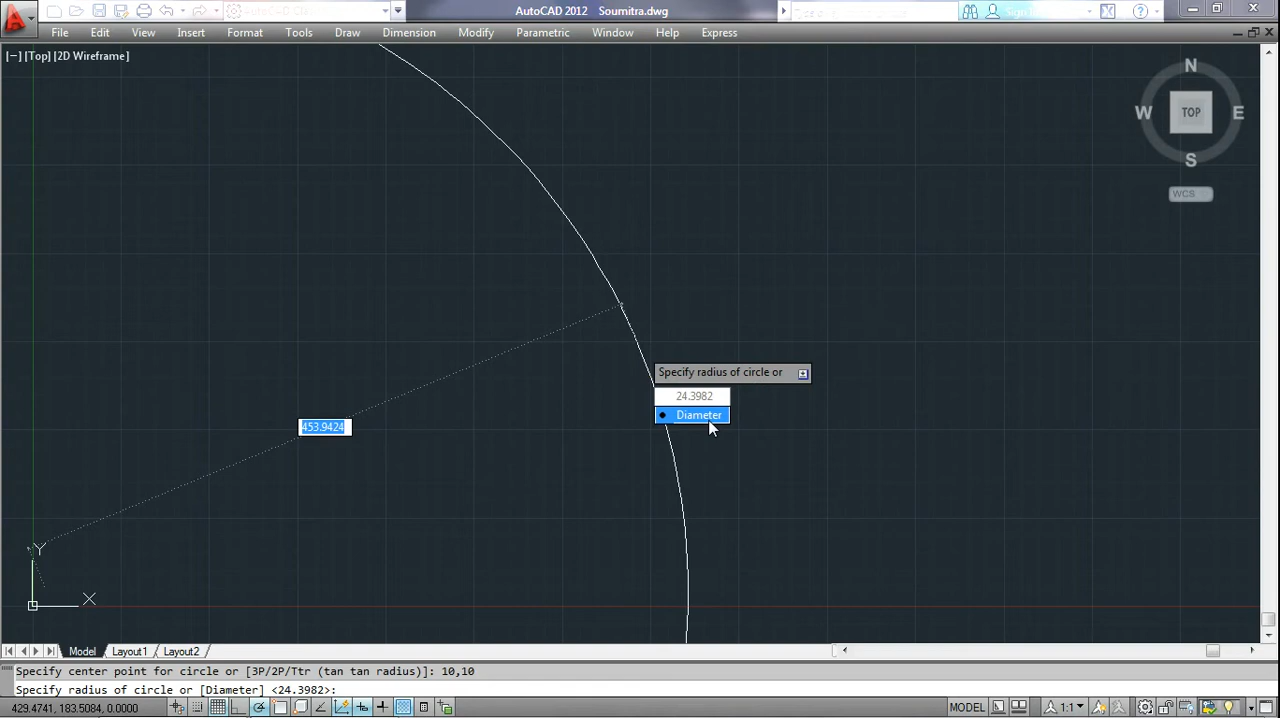 AutoCAD 2012 Soumitra.dwg
File Edit View Insert Format Tools Draw Dimension Modify Parametric Window Help Express
[−] [Top] [2D Wireframe]
N
W TOP E
S
WCS
Specify radius of circle or
24.3982
Diameter
453.9424
Y
X
Model Layout1 Layout2
Specify center point for circle or [3P/2P/Ttr (tan tan radius)]: 10,10
Specify radius of circle or [Diameter] <24.3982>:
429.4741, 183.5084, 0.0000 MODEL 1:1